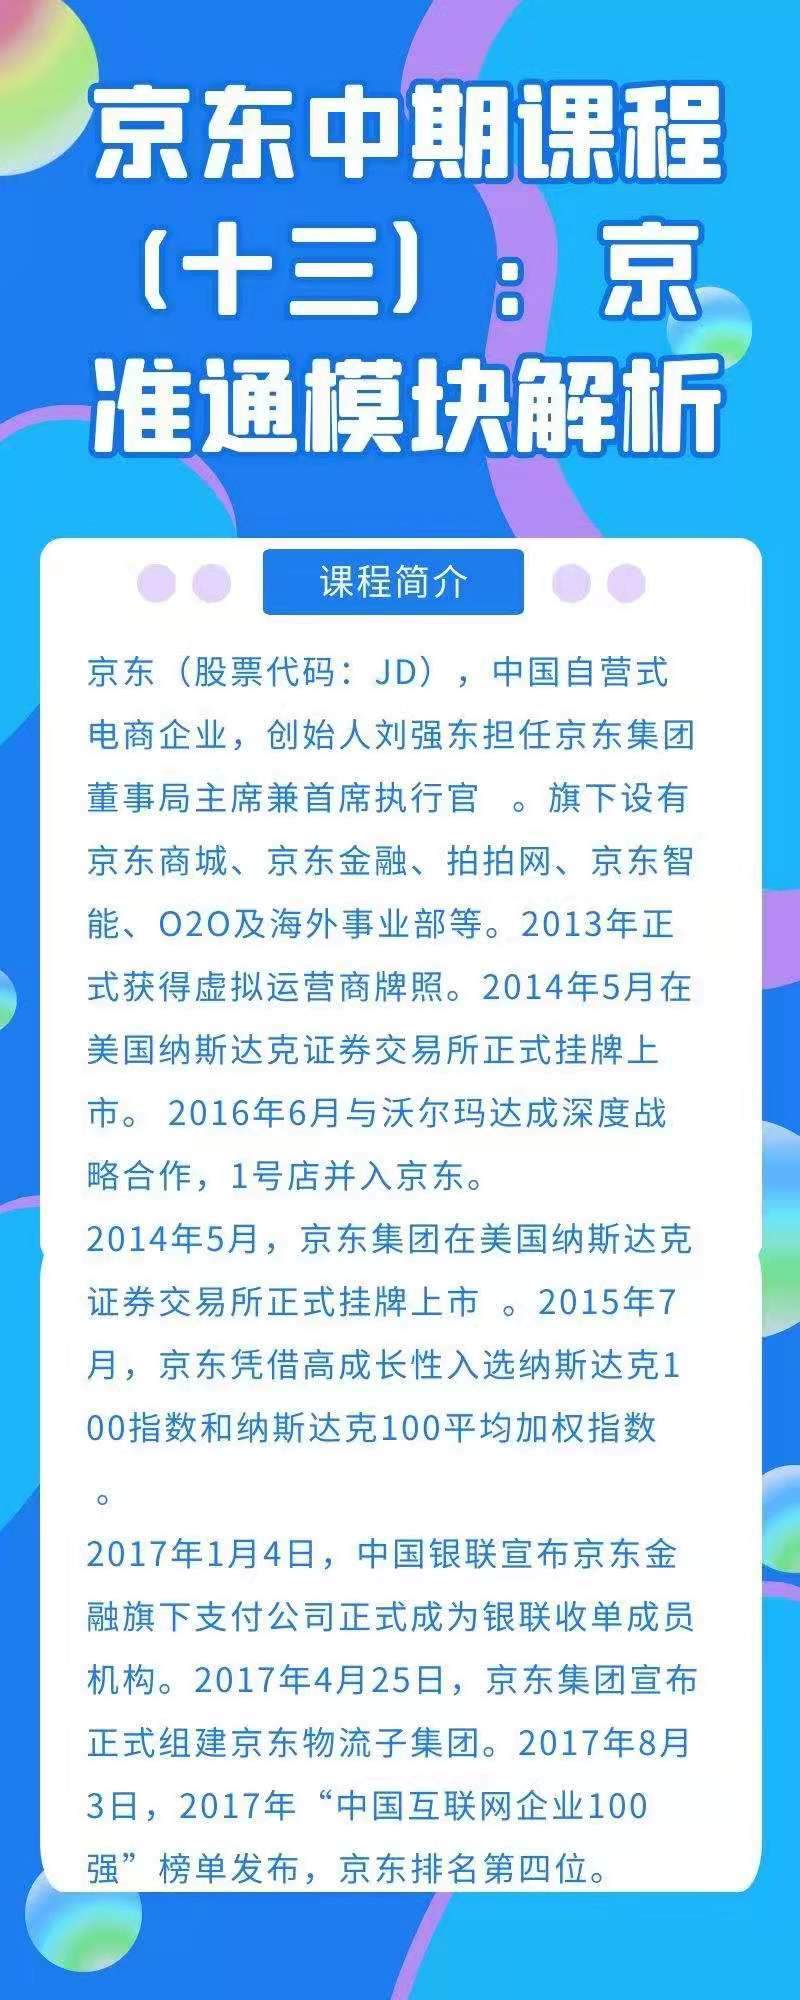 京东中期课程
（十三）：京
准通模块解析
课程简介
京东（股票代码：JD），中国自营式
电商企业，创始人刘强东担任京东集团
董事局主席兼首席执行官 。旗下设有
京东商城、京东金融、拍拍网、京东智
能、O2O及海外事业部等。2013年正
式获得虚拟运营商牌照。2014年5月在
美国纳斯达克证券交易所正式挂牌上
市。 2016年6月与沃尔玛达成深度战
略合作，1号店并入京东。
2014年5月，京东集团在美国纳斯达克
证券交易所正式挂牌上市 。2015年7
月，京东凭借高成长性入选纳斯达克1
00指数和纳斯达克100平均加权指数
。
2017年1月4日，中国银联宣布京东金
融旗下支付公司正式成为银联收单成员
机构。2017年4月25日，京东集团宣布
正式组建京东物流子集团。2017年8月
3日，2017年“中国互联网企业100
强”榜单发布，京东排名第四位。